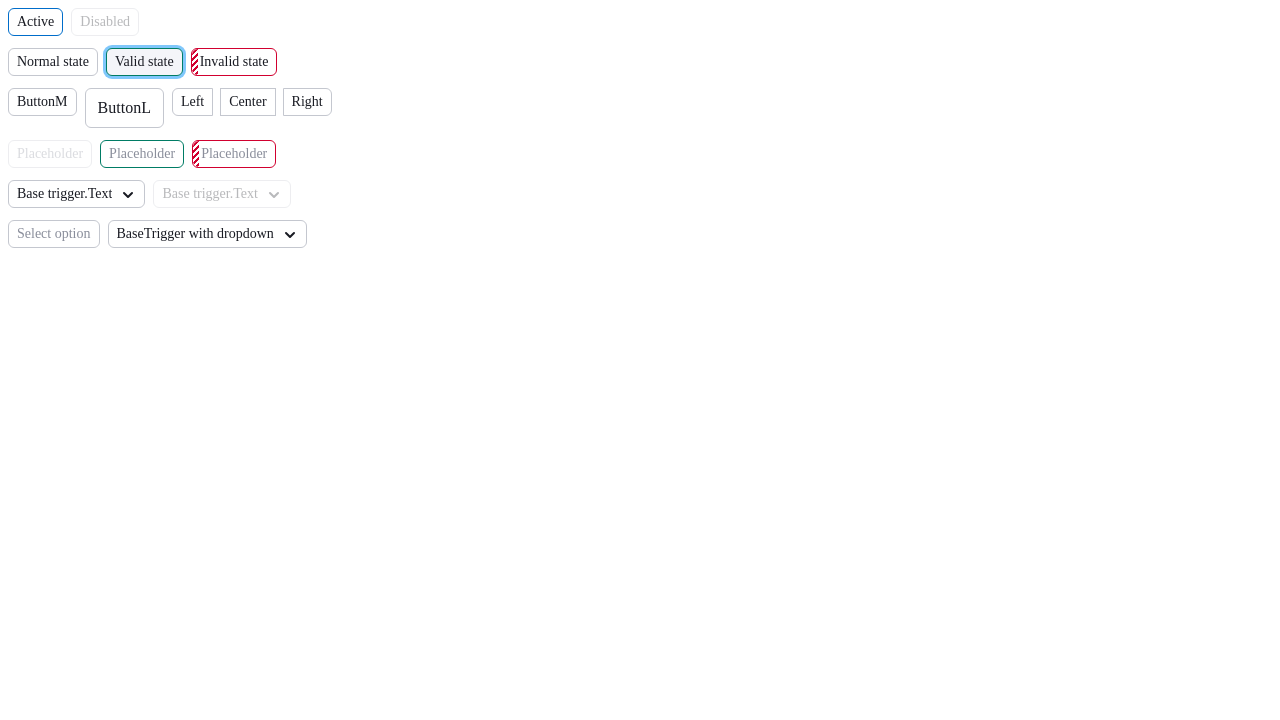 Active Disabled
Normal state Valid state Invalid state
ButtonM ButtonL Left Center Right
Placeholder Placeholder Placeholder
Base trigger.Text Base trigger.Text
Select option BaseTrigger with dropdown